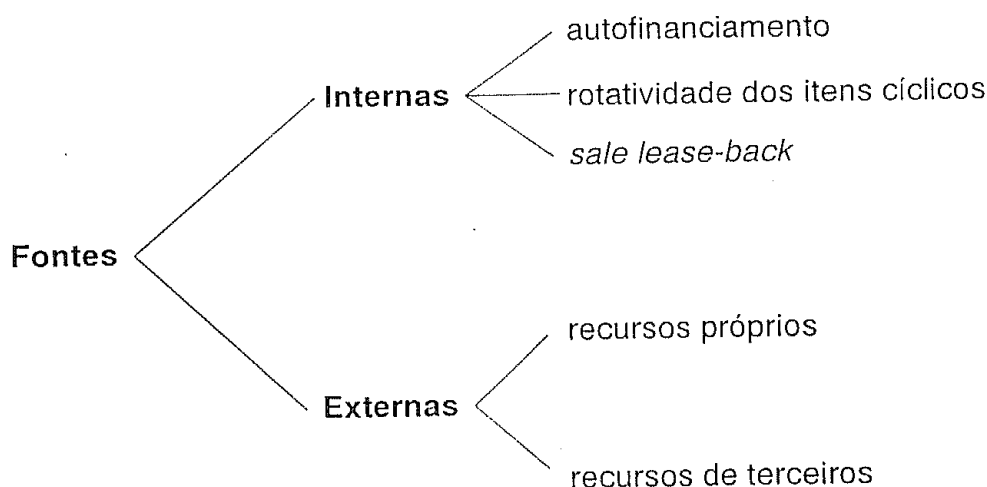 autofinanciamento
Internas
rotatividade dos itens cíclicos
sale lease-back
Fontes
recursos próprios
Externas
recursos de terceiros